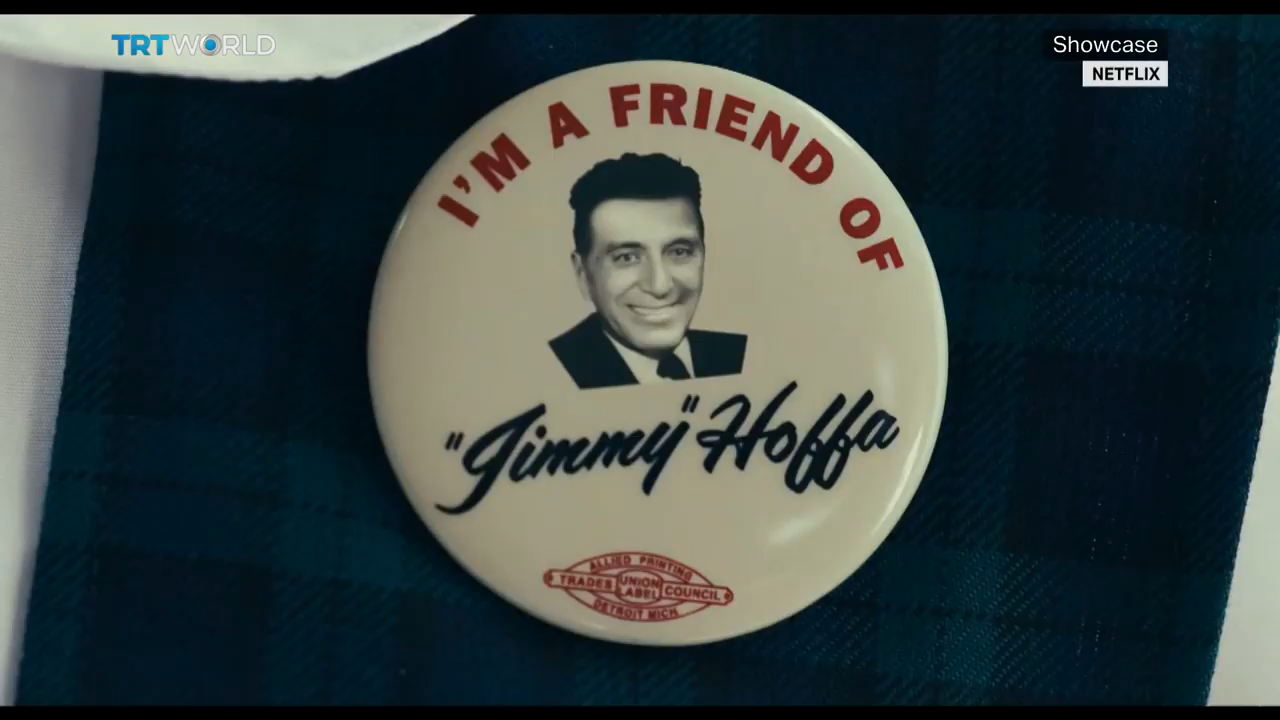 TRT WORLD
Showcase
NETFLIX
I'M A FRIEND OF
"Jimmy" Hoffa
ALLIED PRINTING
TRADES UNION LABEL COUNCIL
DETROIT MICH.